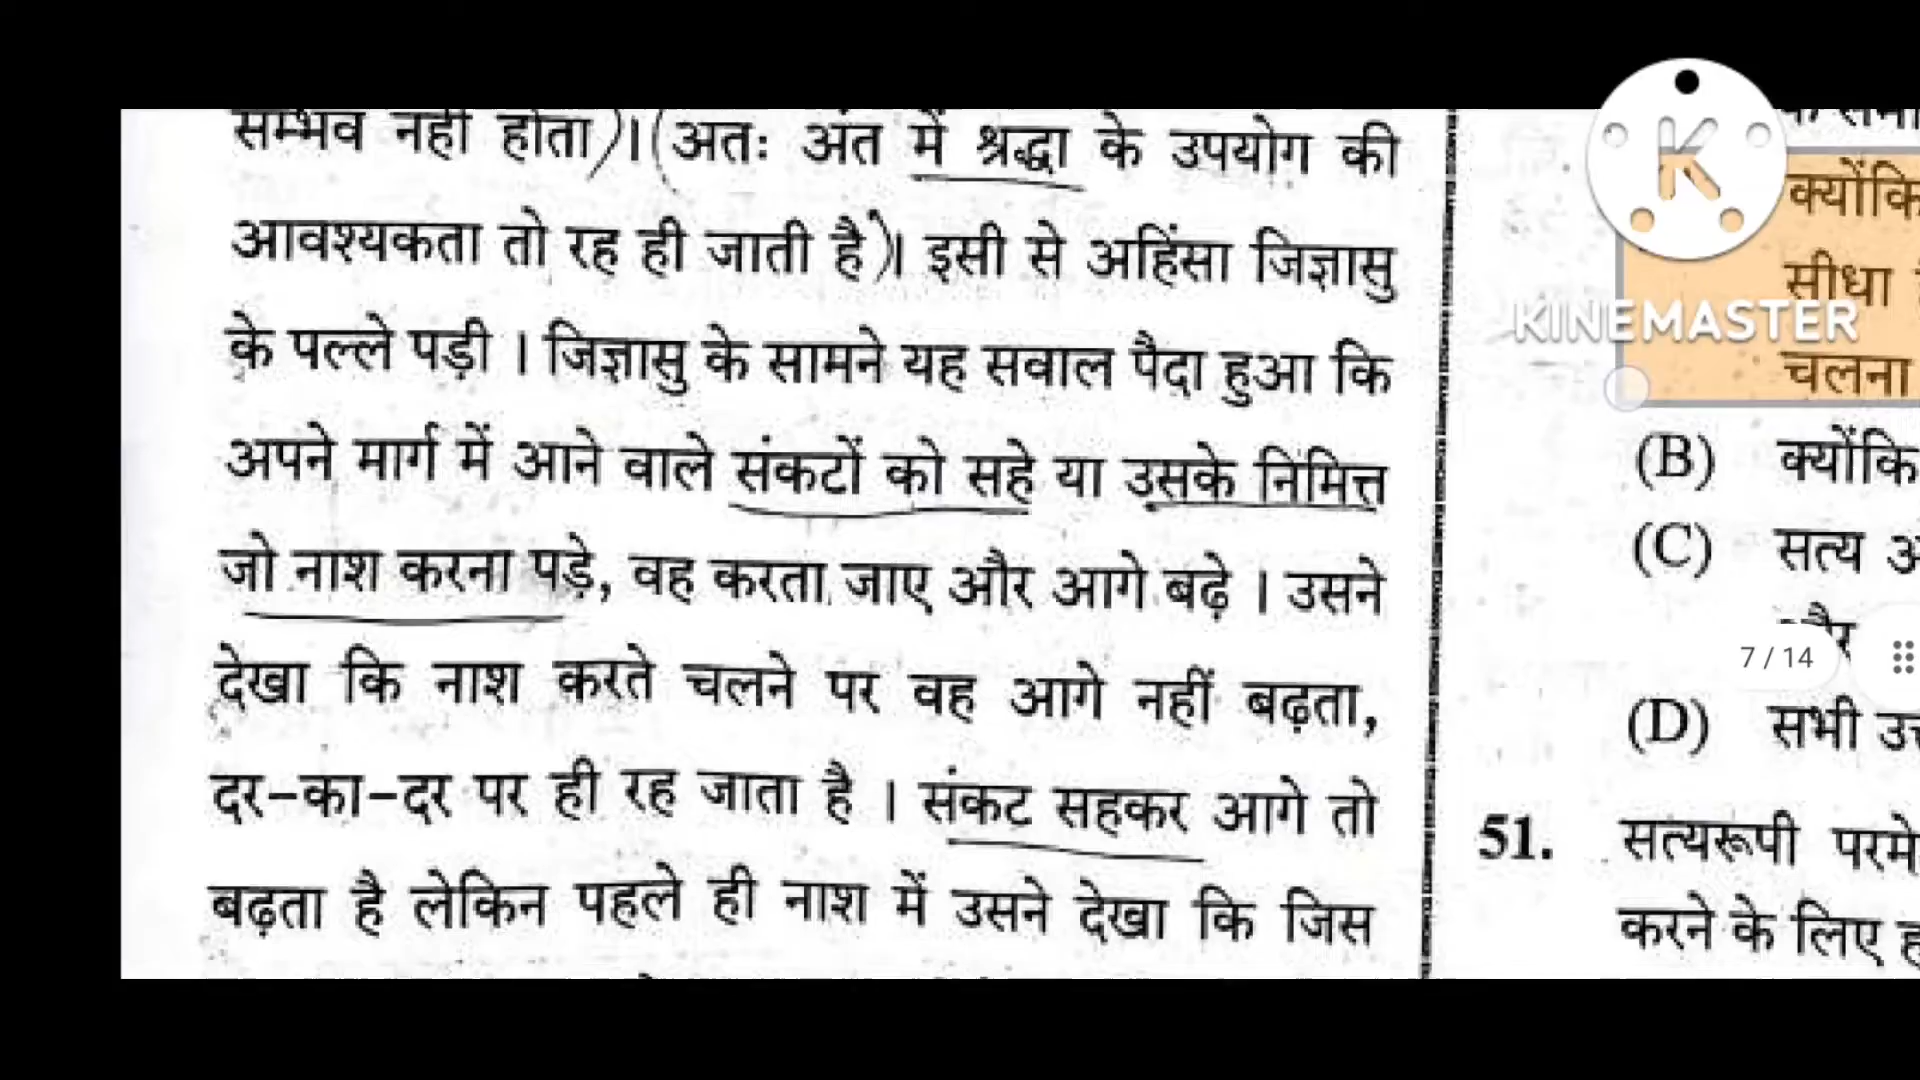 सम्भव नहीं होता)।(अतः अंत में श्रद्धा के उपयोग की
आवश्यकता तो रह ही जाती है)। इसी से अहिंसा जिज्ञासु
के पल्ले पड़ी । जिज्ञासु के सामने यह सवाल पैदा हुआ कि
अपने मार्ग में आने वाले संकटों को सहे या उसके निमित्त
जो नाश करना पड़े, वह करता जाए और आगे बढ़े । उसने
देखा कि नाश करते चलने पर वह आगे नहीं बढ़ता,
दर-का-दर पर ही रह जाता है । संकट सहकर आगे तो
बढ़ता है लेकिन पहले ही नाश में उसने देखा कि जिस
क्योंकि
सीधा
चलना
(B) क्योंकि
(C) सत्य
और
(D) सभी
51. सत्यरूपी
करने के लिए
K
KINEMASTER
7 / 14